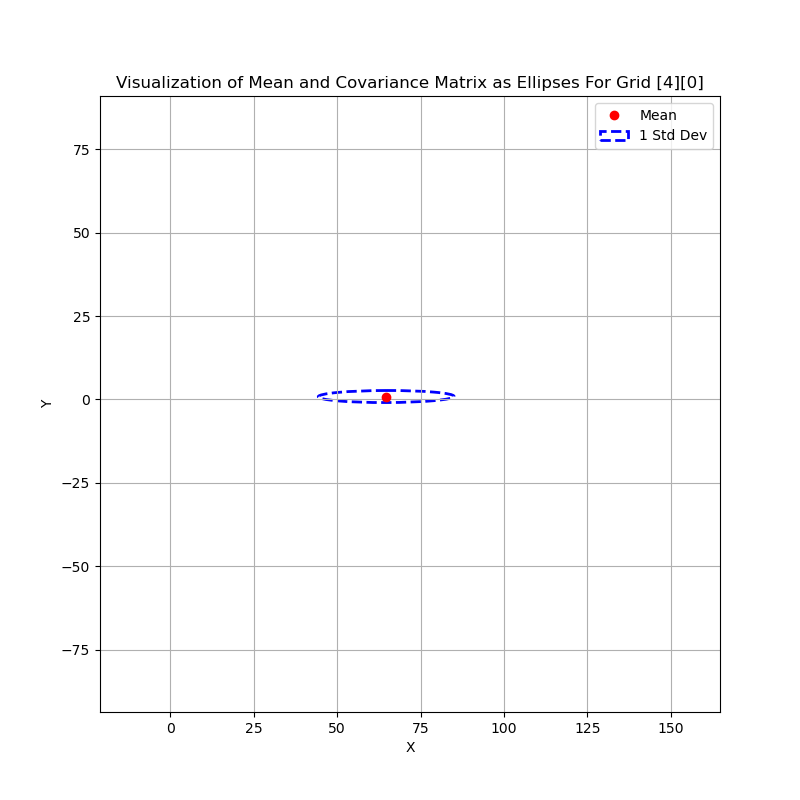 Visualization of Mean and Covariance Matrix as Ellipses For Grid [4][0]
Mean
1 Std Dev
75
50
25
0
−25
−50
−75
Y
0 25 50 75 100 125 150
X